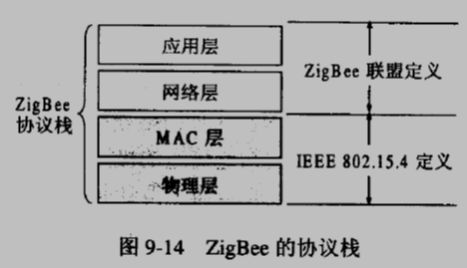 应用层
网络层
MAC 层
物理层
ZigBee
协议栈
ZigBee 联盟定义
IEEE 802.15.4 定义
图 9-14 ZigBee 的协议栈